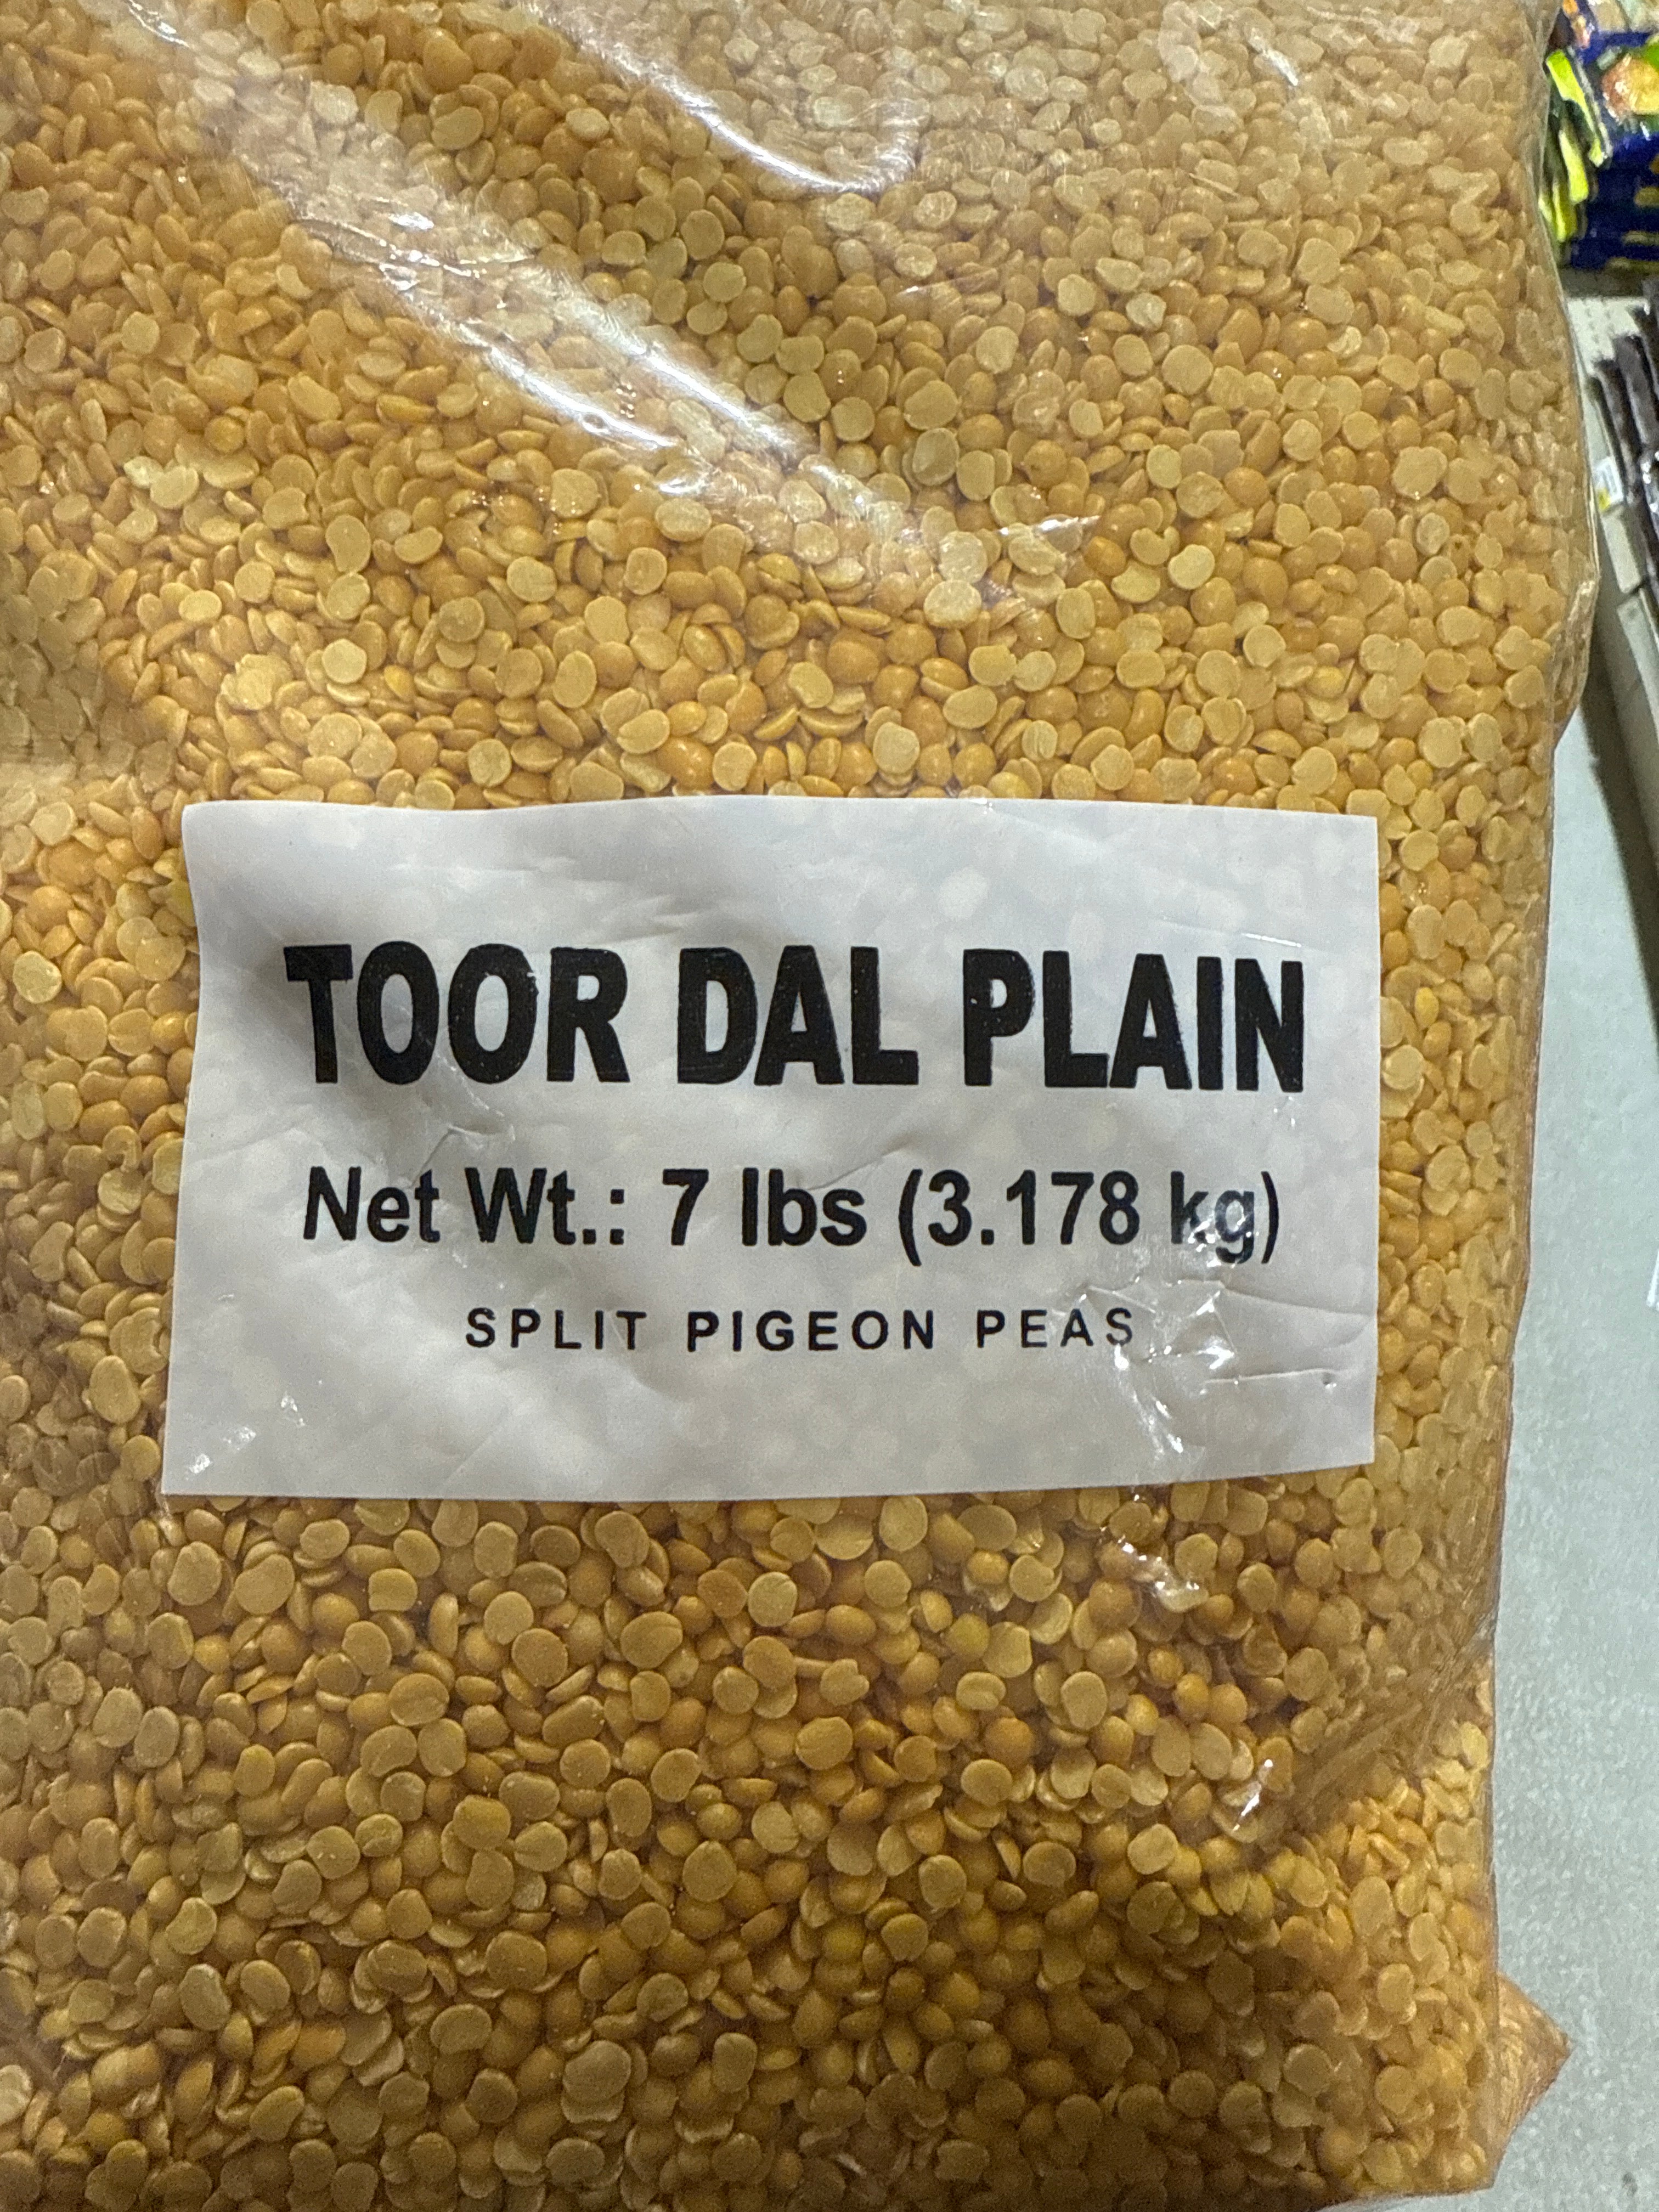 TOOR DAL PLAIN
Net Wt.: 7 lbs (3.178 kg)
SPLIT PIGEON PEAS